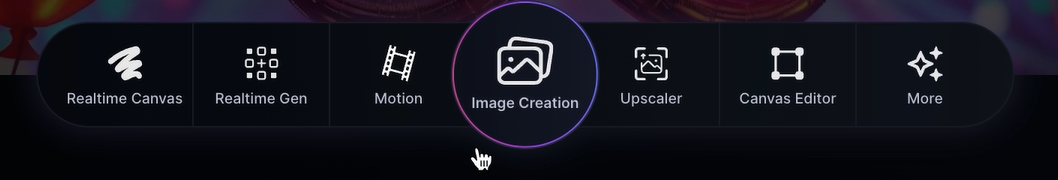 Realtime Canvas
Realtime Gen
Motion
Image Creation
Upscaler
Canvas Editor
More